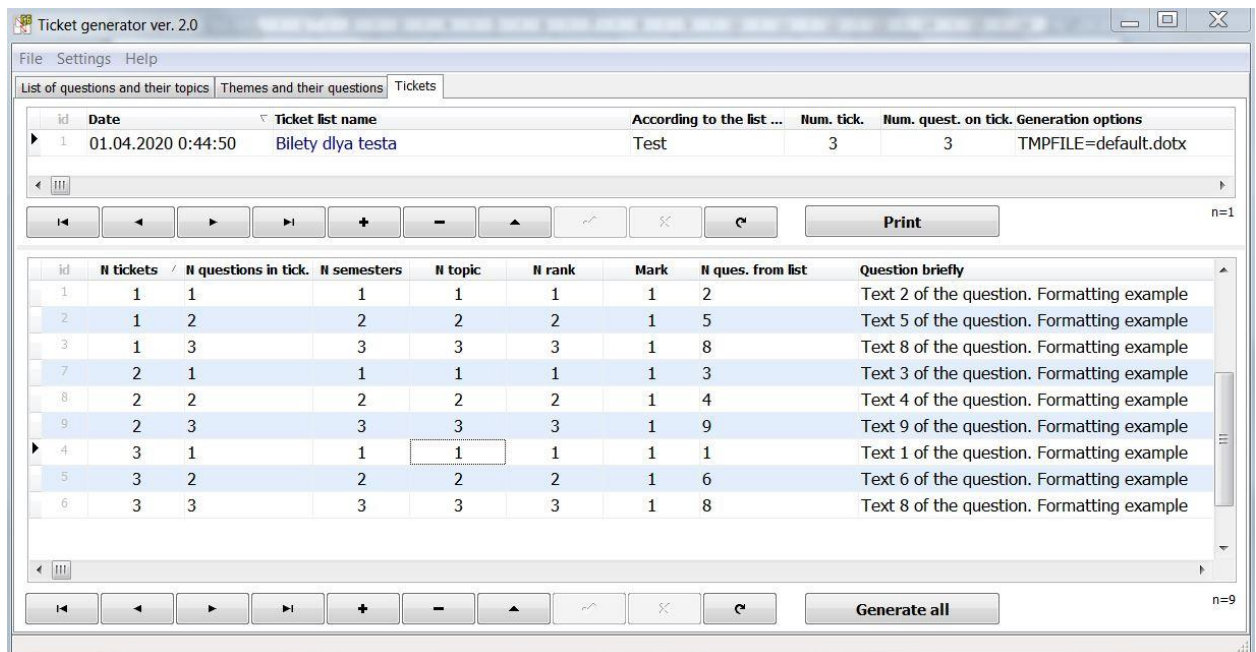 Ticket generator ver. 2.0
File Settings Help
List of questions and their topics Themes and their questions Tickets
id Date Ticket list name According to the list ... Num. tick. Num. quest. on tick. Generation options
1 01.04.2020 0:44:50 Bilety dlya testa Test 3 3 TMPFILE=default.dotx
Print n=1
id N tickets N questions in tick. N semesters N topic N rank Mark N ques. from list Question briefly
1 1 1 1 1 1 1 2 Text 2 of the question. Formatting example
2 1 2 2 2 2 1 5 Text 5 of the question. Formatting example
3 1 3 3 3 3 1 8 Text 8 of the question. Formatting example
7 2 1 1 1 1 1 3 Text 3 of the question. Formatting example
8 2 2 2 2 2 1 4 Text 4 of the question. Formatting example
9 2 3 3 3 3 1 9 Text 9 of the question. Formatting example
4 3 1 1 1 1 1 1 Text 1 of the question. Formatting example
5 3 2 2 2 2 1 6 Text 6 of the question. Formatting example
6 3 3 3 3 3 1 8 Text 8 of the question. Formatting example
Generate all n=9